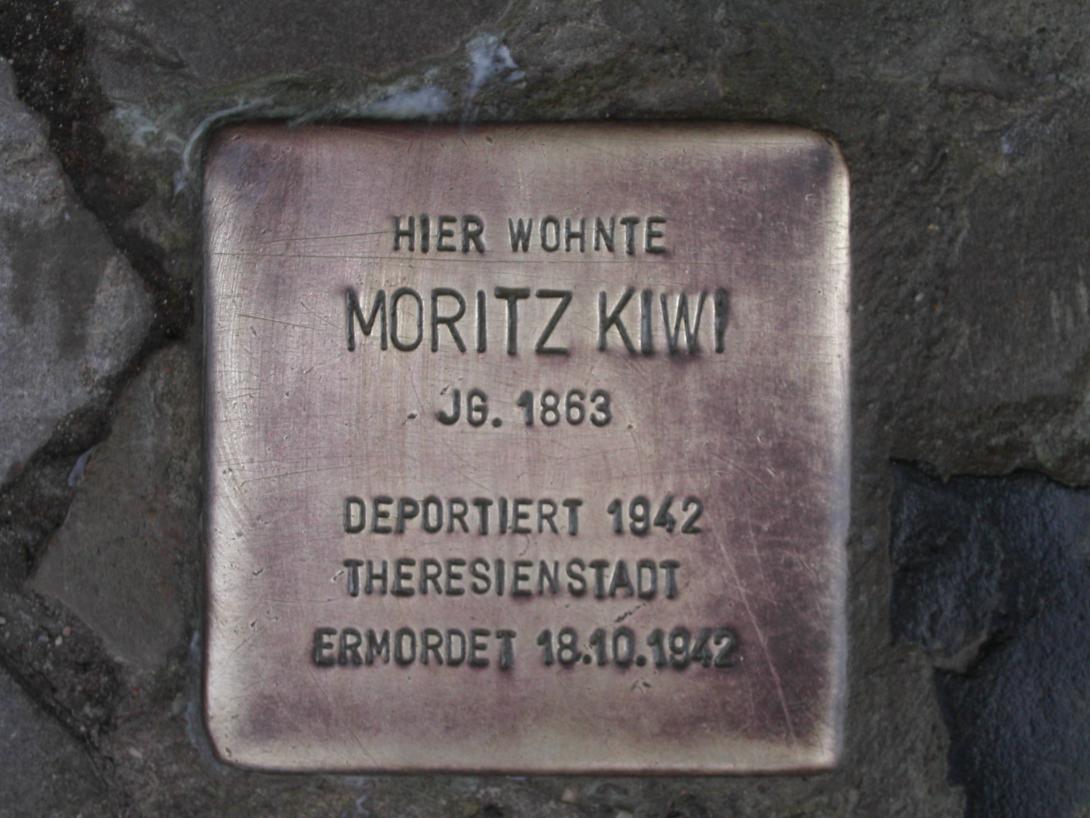 HIER WOHNTE
MORITZ KIWI
JG. 1863
DEPORTIERT 1942
THERESIENSTADT
ERMORDET 18.10.1942